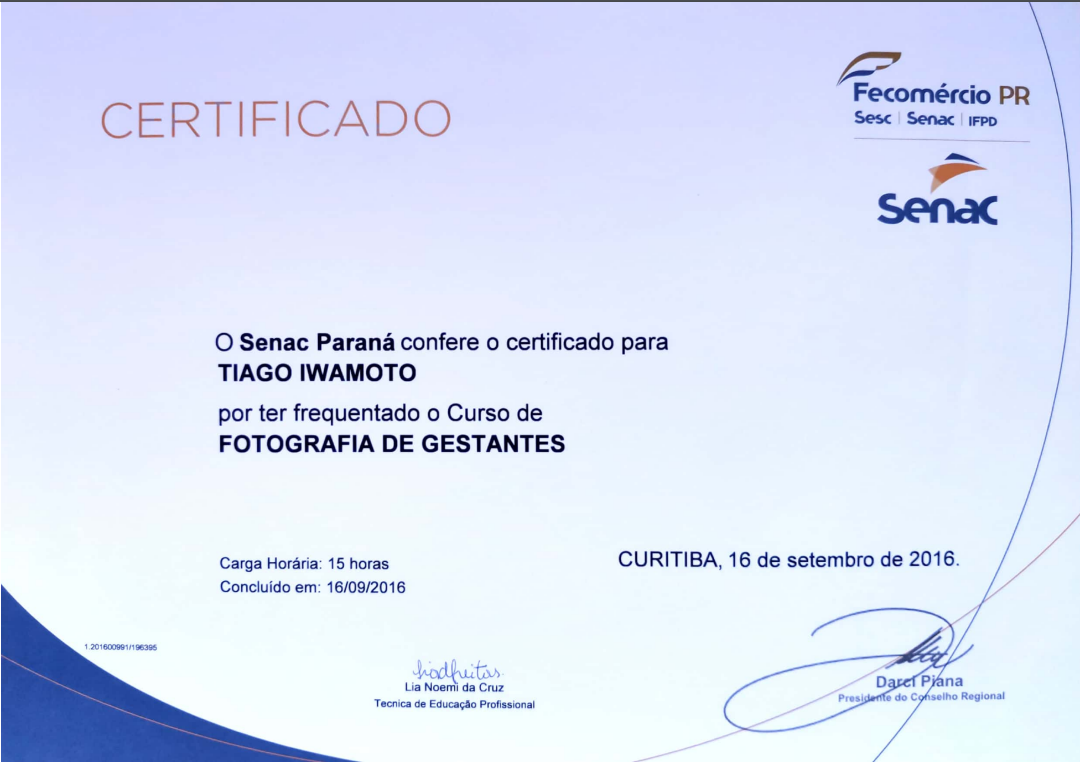 Fecomércio PR
Sesc | Senac | IFPD
CERTIFICADO
Senac
O Senac Paraná confere o certificado para
TIAGO IWAMOTO
por ter frequentado o Curso de
FOTOGRAFIA DE GESTANTES
Carga Horária: 15 horas
Concluído em: 16/09/2016
CURITIBA, 16 de setembro de 2016.
1.201600991/196395
Lia Noemi da Cruz
Tecnica de Educação Profissional
Darci Piana
Presidente do Conselho Regional